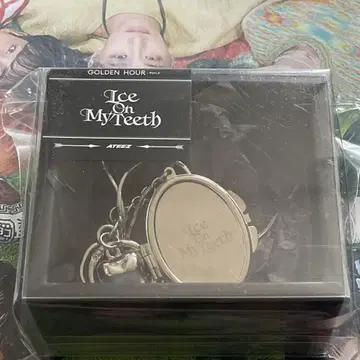 GOLDEN HOUR : Part.2
Ice
On
My Teeth
ATEEZ
Ice
On
My Teeth